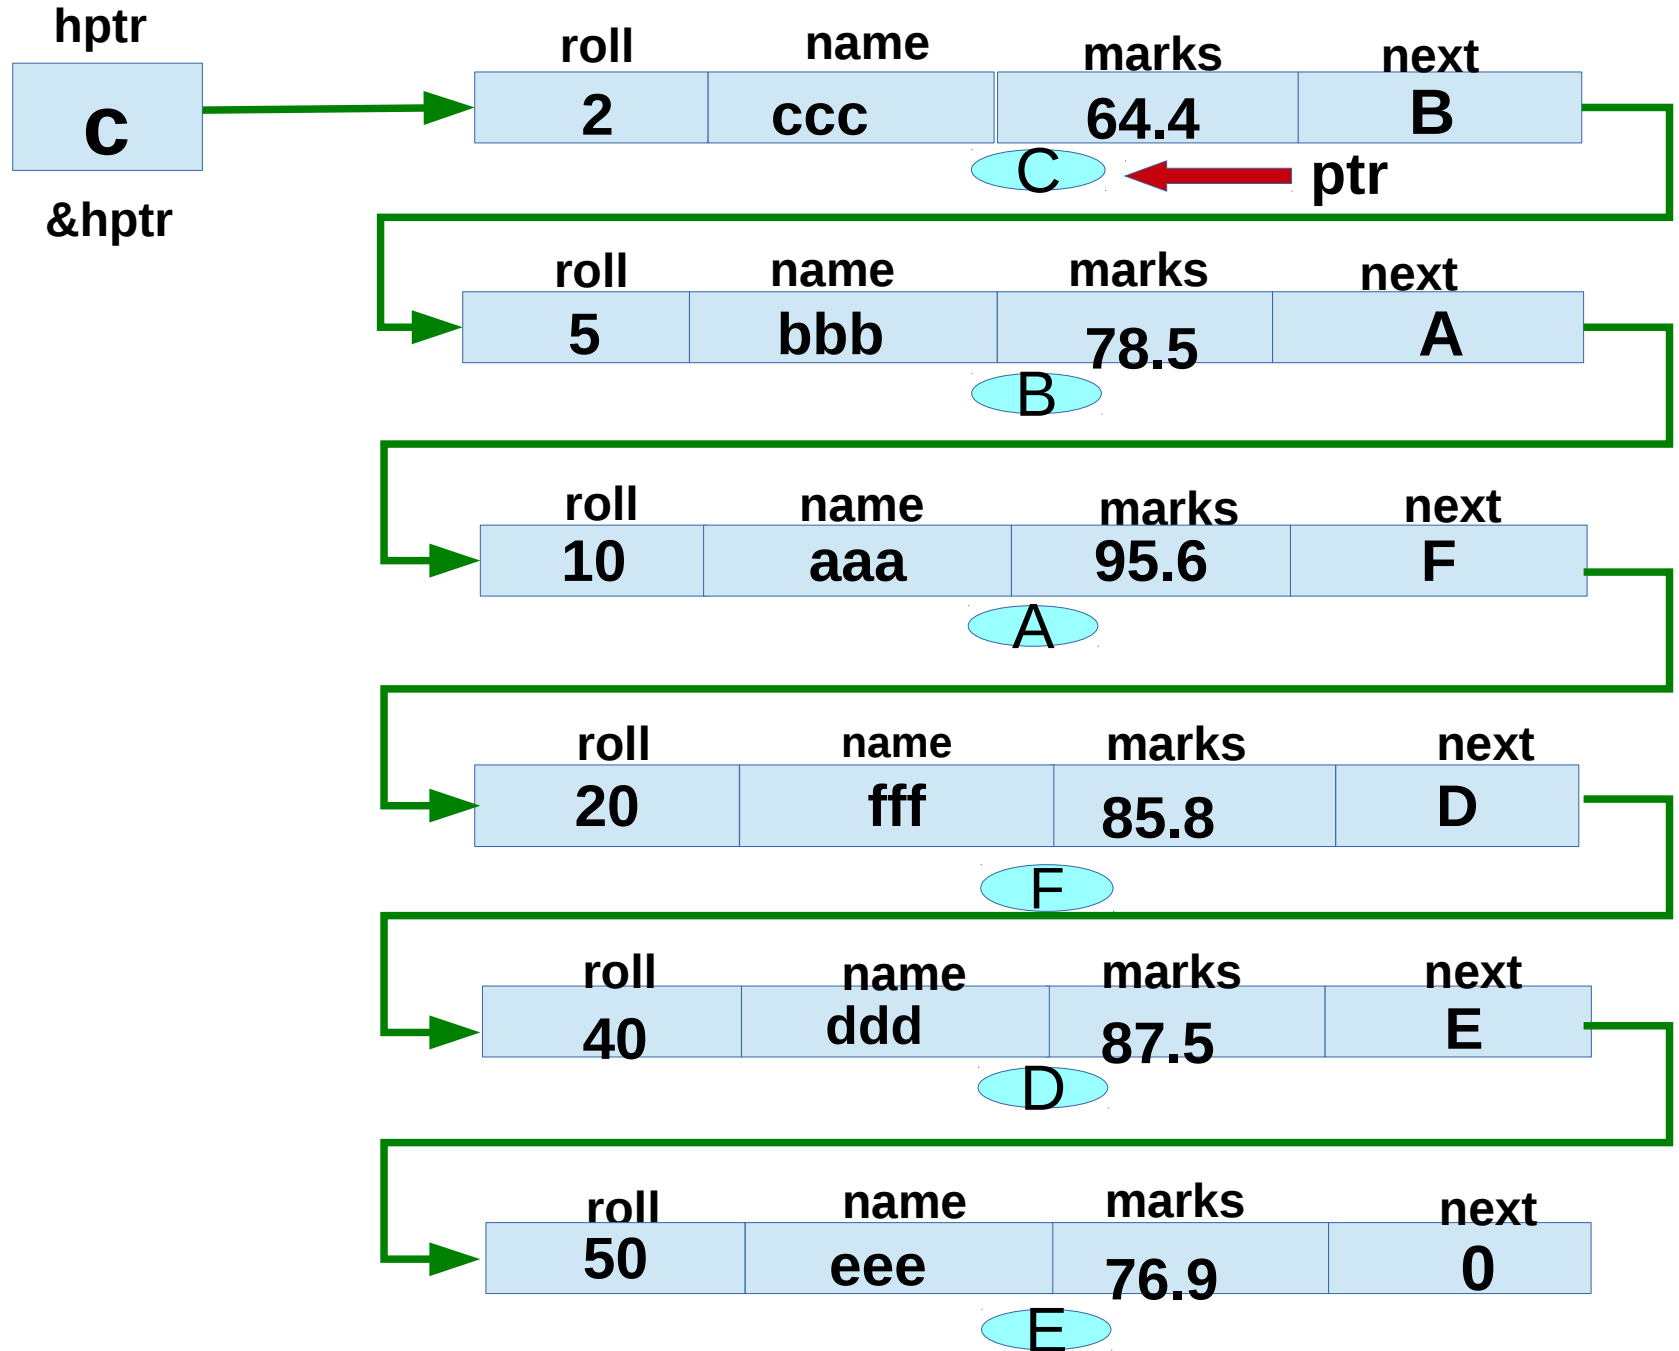 hptr
c
&hptr
roll name marks next
2 ccc 64.4 B
C ptr
roll name marks next
5 bbb 78.5 A
B
roll name marks next
10 aaa 95.6 F
A
roll name marks next
20 fff 85.8 D
F
roll name marks next
40 ddd 87.5 E
D
roll name marks next
50 eee 76.9 0
E